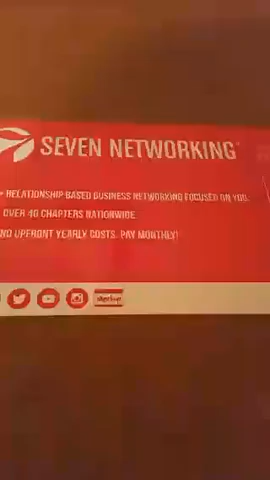 SEVEN NETWORKING
RELATIONSHIP BASED BUSINESS NETWORKING FOCUSED ON YOU.
OVER 40 CHAPTERS NATIONWIDE
NO UPFRONT YEARLY COSTS. PAY MONTHLY!